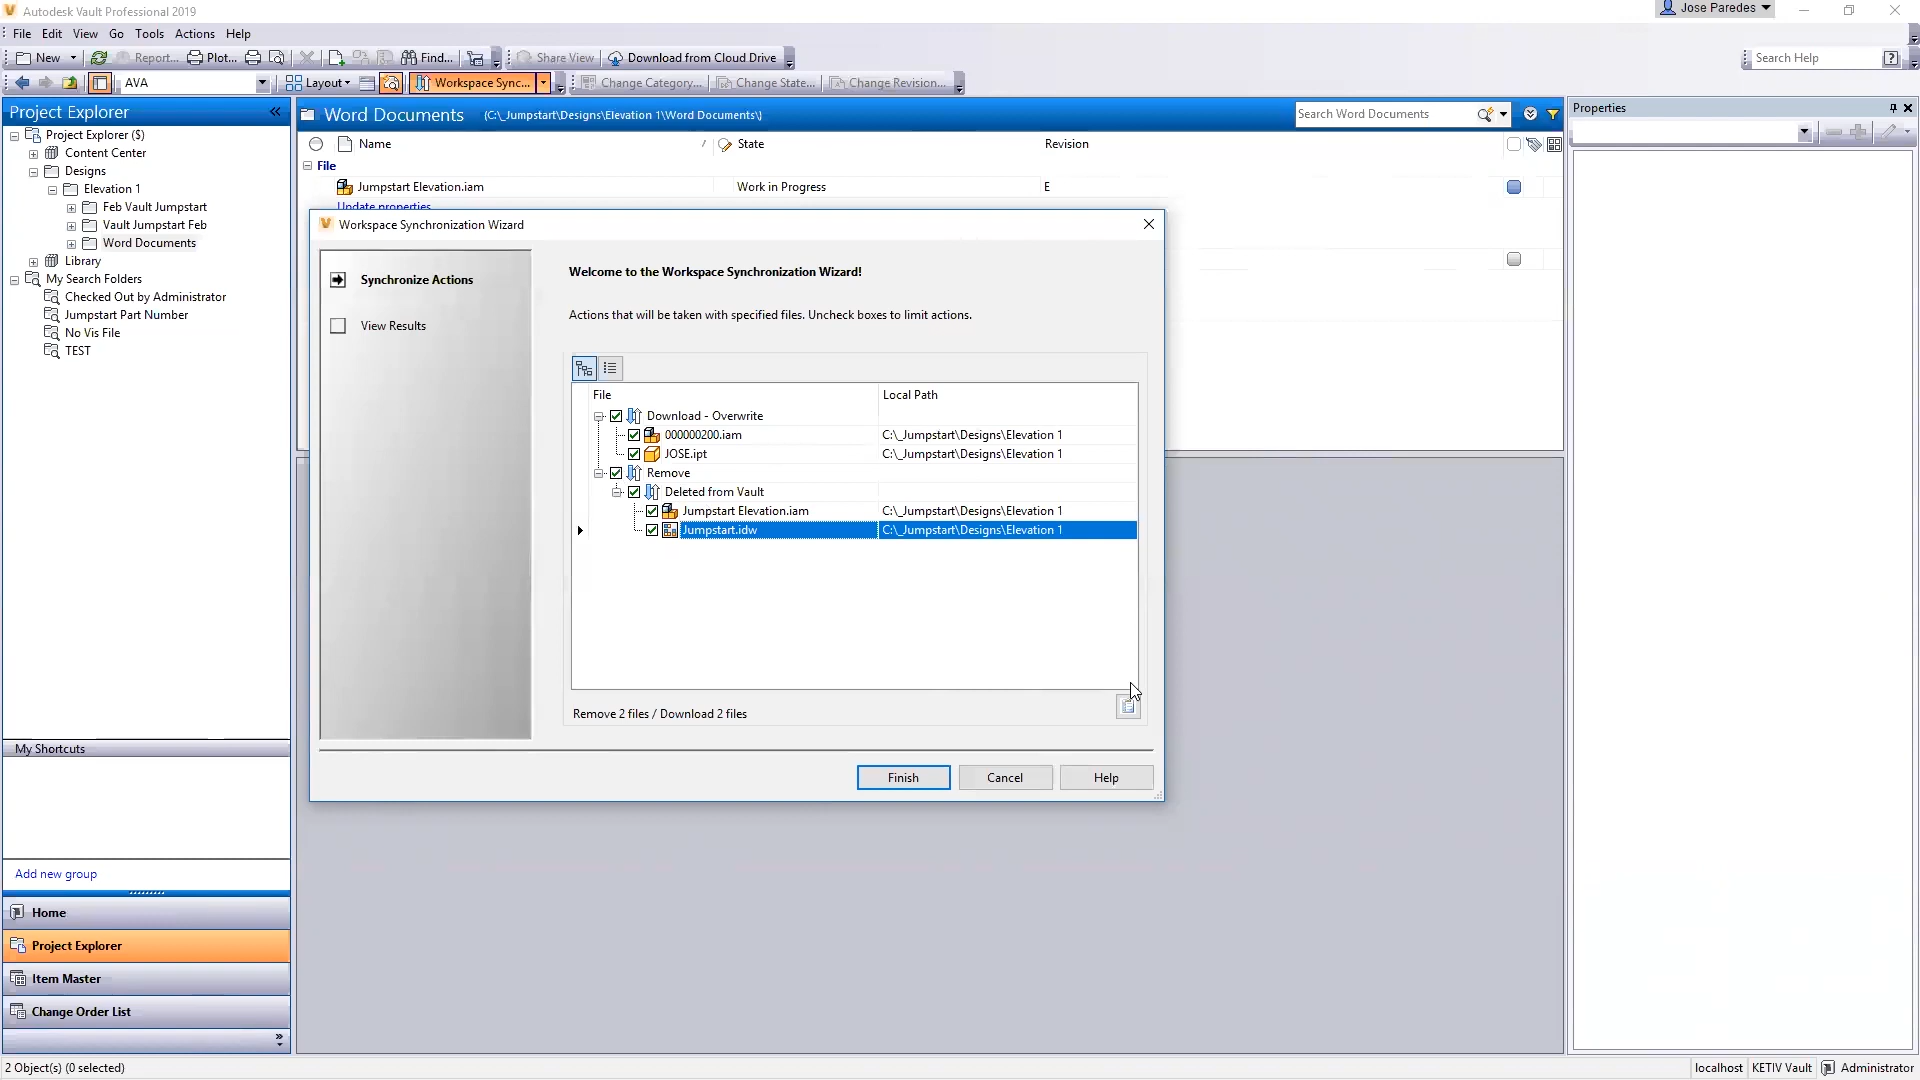 Autodesk Vault Professional 2019
Jose Paredes
File Edit View Go Tools Actions Help
New Report... Plot... Find... Share View Download from Cloud Drive Search Help
AVA Layout Workspace Sync... Change Category... Change State... Change Revision...
Project Explorer
Project Explorer ($)
Content Center
Designs
Elevation 1
Feb Vault Jumpstart
Vault Jumpstart Feb
Word Documents
Library
My Search Folders
Checked Out by Administrator
Jumpstart Part Number
No Vis File
TEST
My Shortcuts
Add new group
Home
Project Explorer
Item Master
Change Order List
Word Documents (C:\_Jumpstart\Designs\Elevation 1\Word Documents\)
Search Word Documents
Name / State Revision
File
Jumpstart Elevation.iam Work in Progress E
Update properties
Workspace Synchronization Wizard
Synchronize Actions
View Results
Welcome to the Workspace Synchronization Wizard!
Actions that will be taken with specified files. Uncheck boxes to limit actions.
File Local Path
Download - Overwrite
000000200.iam C:\_Jumpstart\Designs\Elevation 1
JOSE.ipt C:\_Jumpstart\Designs\Elevation 1
Remove
Deleted from Vault
Jumpstart Elevation.iam C:\_Jumpstart\Designs\Elevation 1
Jumpstart.idw C:\_Jumpstart\Designs\Elevation 1
Remove 2 files / Download 2 files
Finish Cancel Help
Properties
2 Object(s) (0 selected)
localhost KETIV Vault Administrator